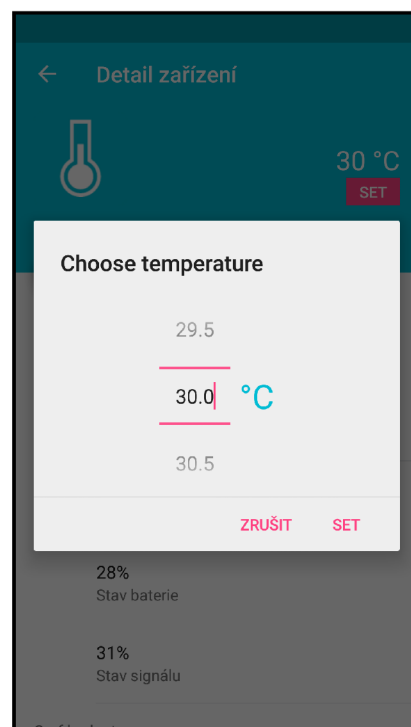 Detail zařízení
30 °C
SET
Choose temperature
29.5
30.0 °C
30.5
ZRUŠIT SET
28%
Stav baterie
31%
Stav signálu